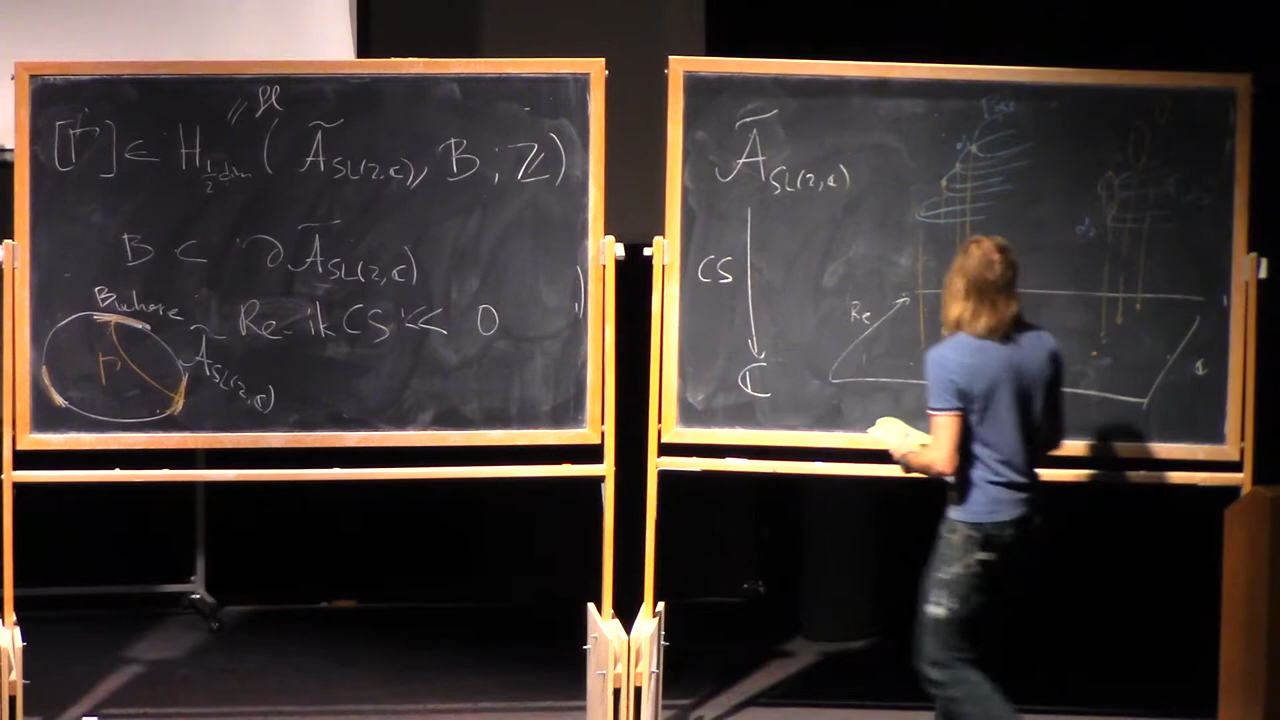 [Γ] ∈ H_{½dim}(Ã_{SL(2,C)}, B; Z)
B ⊂ ∂Ã_{SL(2,C)}
B where Re ik CS << 0
Γ
Ã_{SL(2,C)}
Ã_{SL(2,C)}
CS
Re
C
C